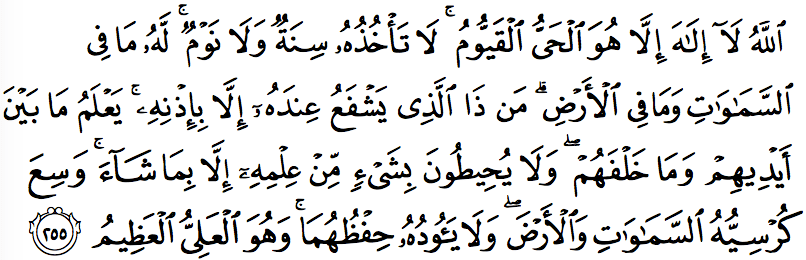 ٱللَّهُ لَآ إِلَٰهَ إِلَّا هُوَ ٱلْحَىُّ ٱلْقَيُّومُ ۚ لَا تَأْخُذُهُۥ سِنَةٌ وَلَا نَوْمٌ ۚ لَّهُۥ مَا فِى
ٱلسَّمَٰوَٰتِ وَمَا فِى ٱلْأَرْضِ ۗ مَن ذَا ٱلَّذِى يَشْفَعُ عِندَهُۥٓ إِلَّا بِإِذْنِهِۦ ۚ يَعْلَمُ مَا بَيْنَ
أَيْدِيهِمْ وَمَا خَلْفَهُمْ ۖ وَلَا يُحِيطُونَ بِشَىْءٍ مِّنْ عِلْمِهِۦٓ إِلَّا بِمَا شَآءَ ۚ وَسِعَ
كُرْسِيُّهُ ٱلسَّمَٰوَٰتِ وَٱلْأَرْضَ ۖ وَلَا يَـُٔودُهُۥ حِفْظُهُمَا ۚ وَهُوَ ٱلْعَلِىُّ ٱلْعَظِيمُ ٢٥٥